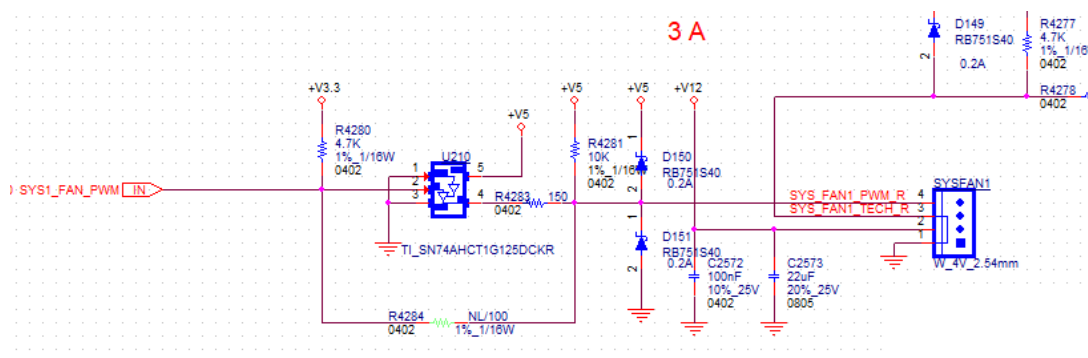 3 A
D149
RB751S40
0.2A
2
R4277
4.7K
1%_1/16W
0402
R4278
0402
+V3.3
+V5
+V5
+V5
+V12
R4280
4.7K
1%_1/16W
0402
U210
1
2
3
5
4
R4281
10K
1%_1/16W
0402
1
D150
RB751S40
0.2A
2
SYS1_FAN_PWM
IN
R4283
0402
150
TI_SN74AHCT1G125DCKR
1
D151
RB751S40
0.2A
2
SYS_FAN1_PWM_R
SYS_FAN1_TECH_R
SYSFAN1
4
3
2
1
W_4V_2.54mm
C2572
100nF
10%_25V
0402
C2573
22uF
20%_25V
0805
R4284
0402
NL/100
1%_1/16W